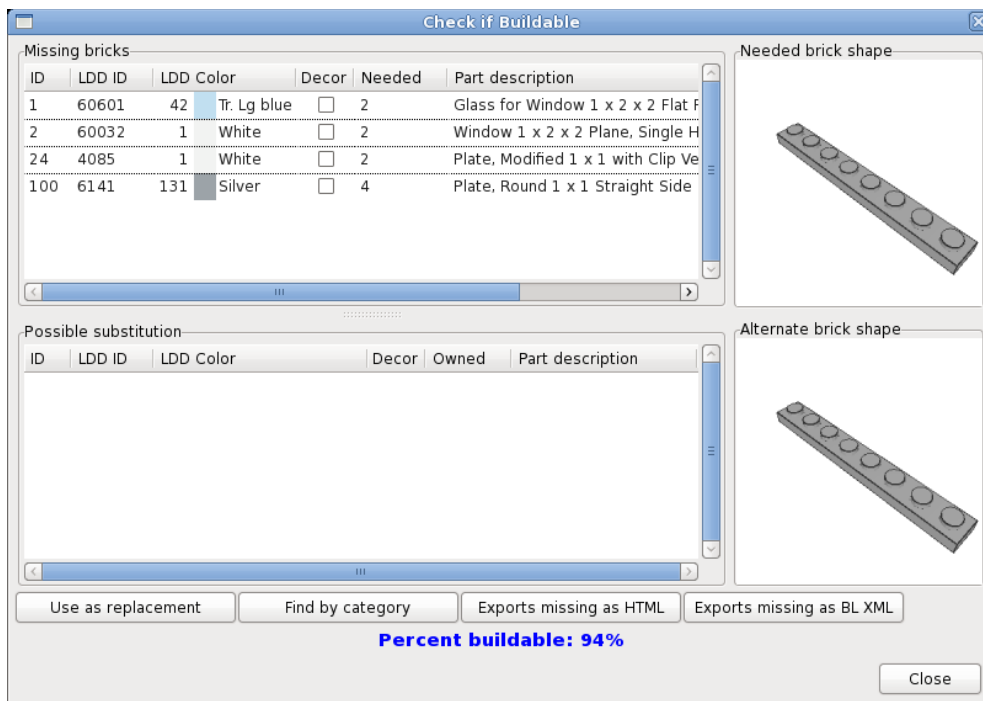 Check if Buildable
Missing bricks
ID LDD ID LDD Color Decor Needed Part description
1 60601 42 Tr. Lg blue 2 Glass for Window 1 x 2 x 2 Flat F
2 60032 1 White 2 Window 1 x 2 x 2 Plane, Single H
24 4085 1 White 2 Plate, Modified 1 x 1 with Clip Ve
100 6141 131 Silver 4 Plate, Round 1 x 1 Straight Side
Needed brick shape
Possible substitution
ID LDD ID LDD Color Decor Owned Part description
Alternate brick shape
Use as replacement Find by category Exports missing as HTML Exports missing as BL XML
Percent buildable: 94%
Close